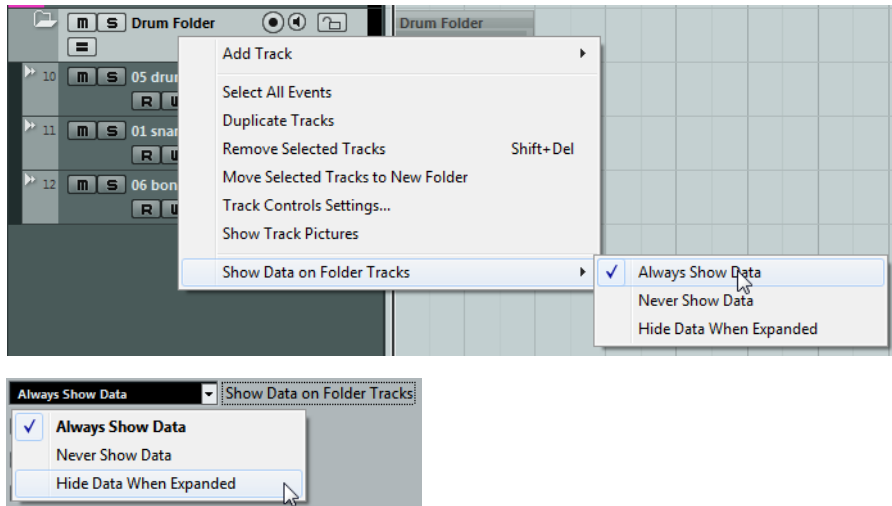 m S Drum Folder
Drum Folder
Add Track
10 m S 05 dru
R
Select All Events
Duplicate Tracks
11 m S 01 snar
Remove Selected Tracks Shift+Del
R
Move Selected Tracks to New Folder
12 m S 06 bon
Track Controls Settings...
R
Show Track Pictures
Show Data on Folder Tracks
Always Show Data
Never Show Data
Hide Data When Expanded
Always Show Data Show Data on Folder Tracks
Always Show Data
Never Show Data
Hide Data When Expanded